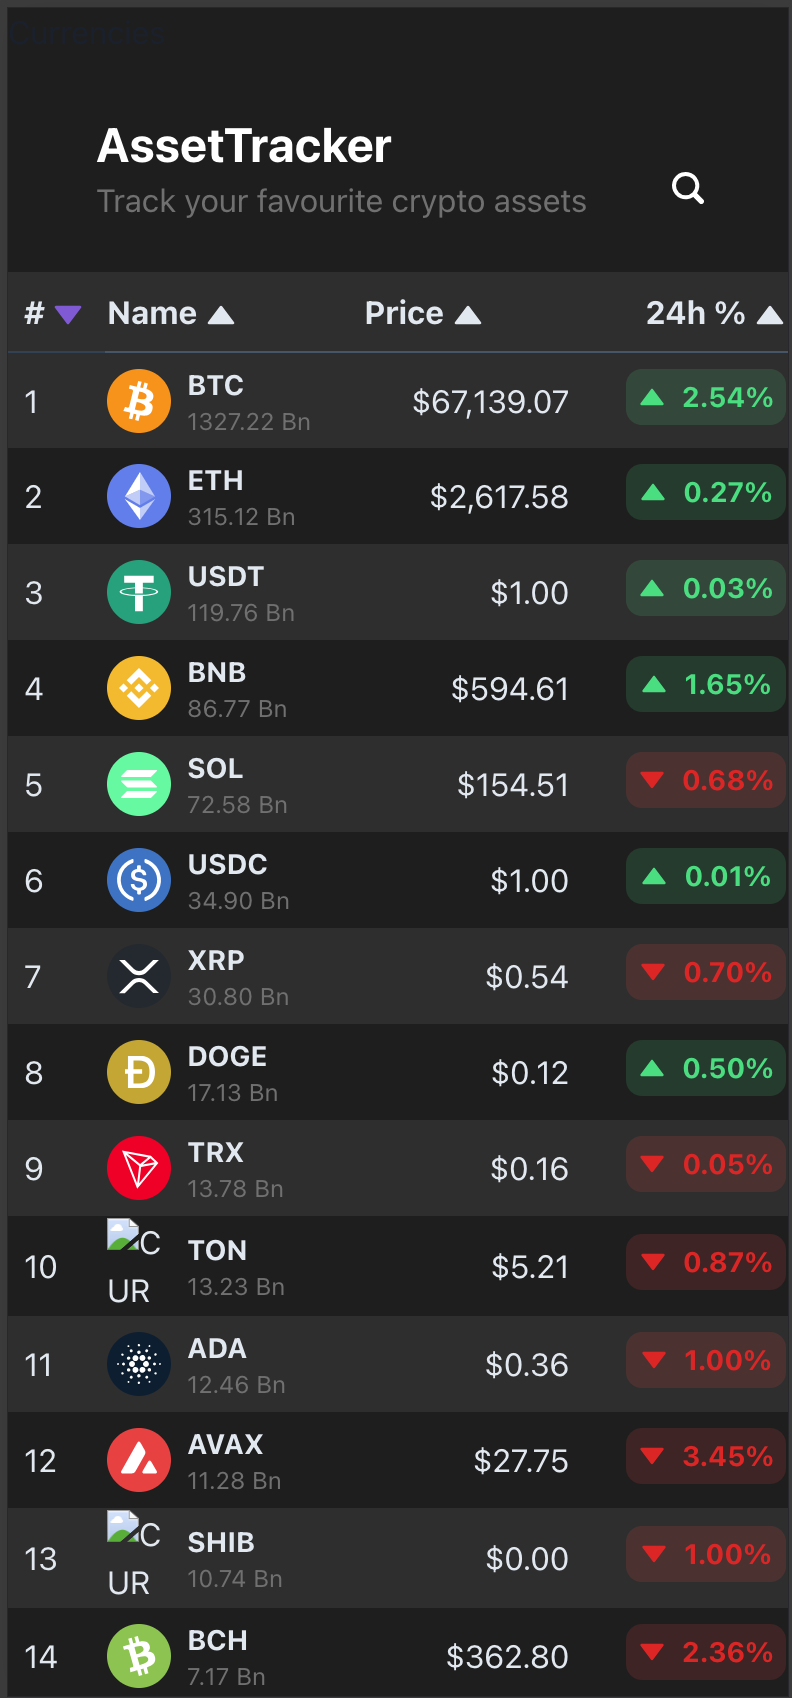 Currencies
AssetTracker
Track your favourite crypto assets
# ▼ Name ▲ Price ▲ 24h % ▲
1 BTC $67,139.07 ▲ 2.54%
1327.22 Bn
2 ETH $2,617.58 ▲ 0.27%
315.12 Bn
3 USDT $1.00 ▲ 0.03%
119.76 Bn
4 BNB $594.61 ▲ 1.65%
86.77 Bn
5 SOL $154.51 ▼ 0.68%
72.58 Bn
6 USDC $1.00 ▲ 0.01%
34.90 Bn
7 XRP $0.54 ▼ 0.70%
30.80 Bn
8 DOGE $0.12 ▲ 0.50%
17.13 Bn
9 TRX $0.16 ▼ 0.05%
13.78 Bn
10 C TON $5.21 ▼ 0.87%
UR 13.23 Bn
11 ADA $0.36 ▼ 1.00%
12.46 Bn
12 AVAX $27.75 ▼ 3.45%
11.28 Bn
13 C SHIB $0.00 ▼ 1.00%
UR 10.74 Bn
14 BCH $362.80 ▼ 2.36%
7.17 Bn